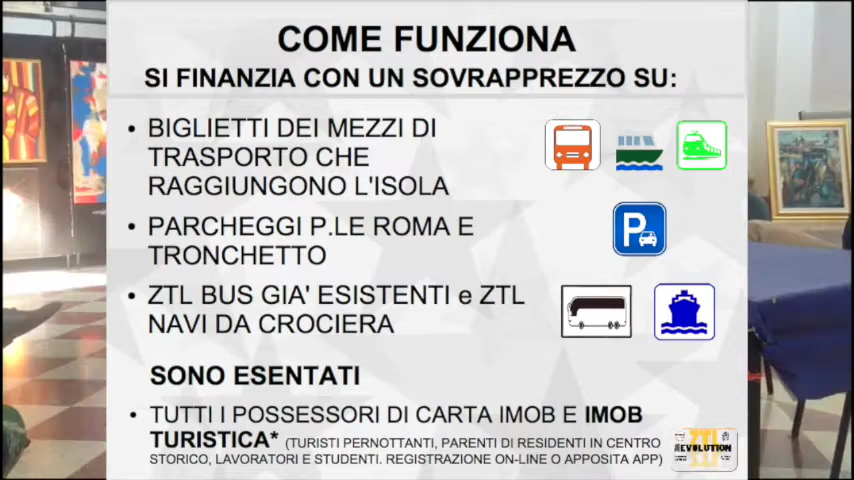 COME FUNZIONA
SI FINANZIA CON UN SOVRAPPREZZO SU:
• BIGLIETTI DEI MEZZI DI
TRASPORTO CHE
RAGGIUNGONO L'ISOLA
• PARCHEGGI P.LE ROMA E
TRONCHETTO
P
• ZTL BUS GIA' ESISTENTI e ZTL
NAVI DA CROCIERA
SONO ESENTATI
• TUTTI I POSSESSORI DI CARTA IMOB E IMOB
TURISTICA* (TURISTI PERNOTTANTI, PARENTI DI RESIDENTI IN CENTRO
STORICO, LAVORATORI E STUDENTI. REGISTRAZIONE ON-LINE O APPOSITA APP)
ZTL
REVOLUTION